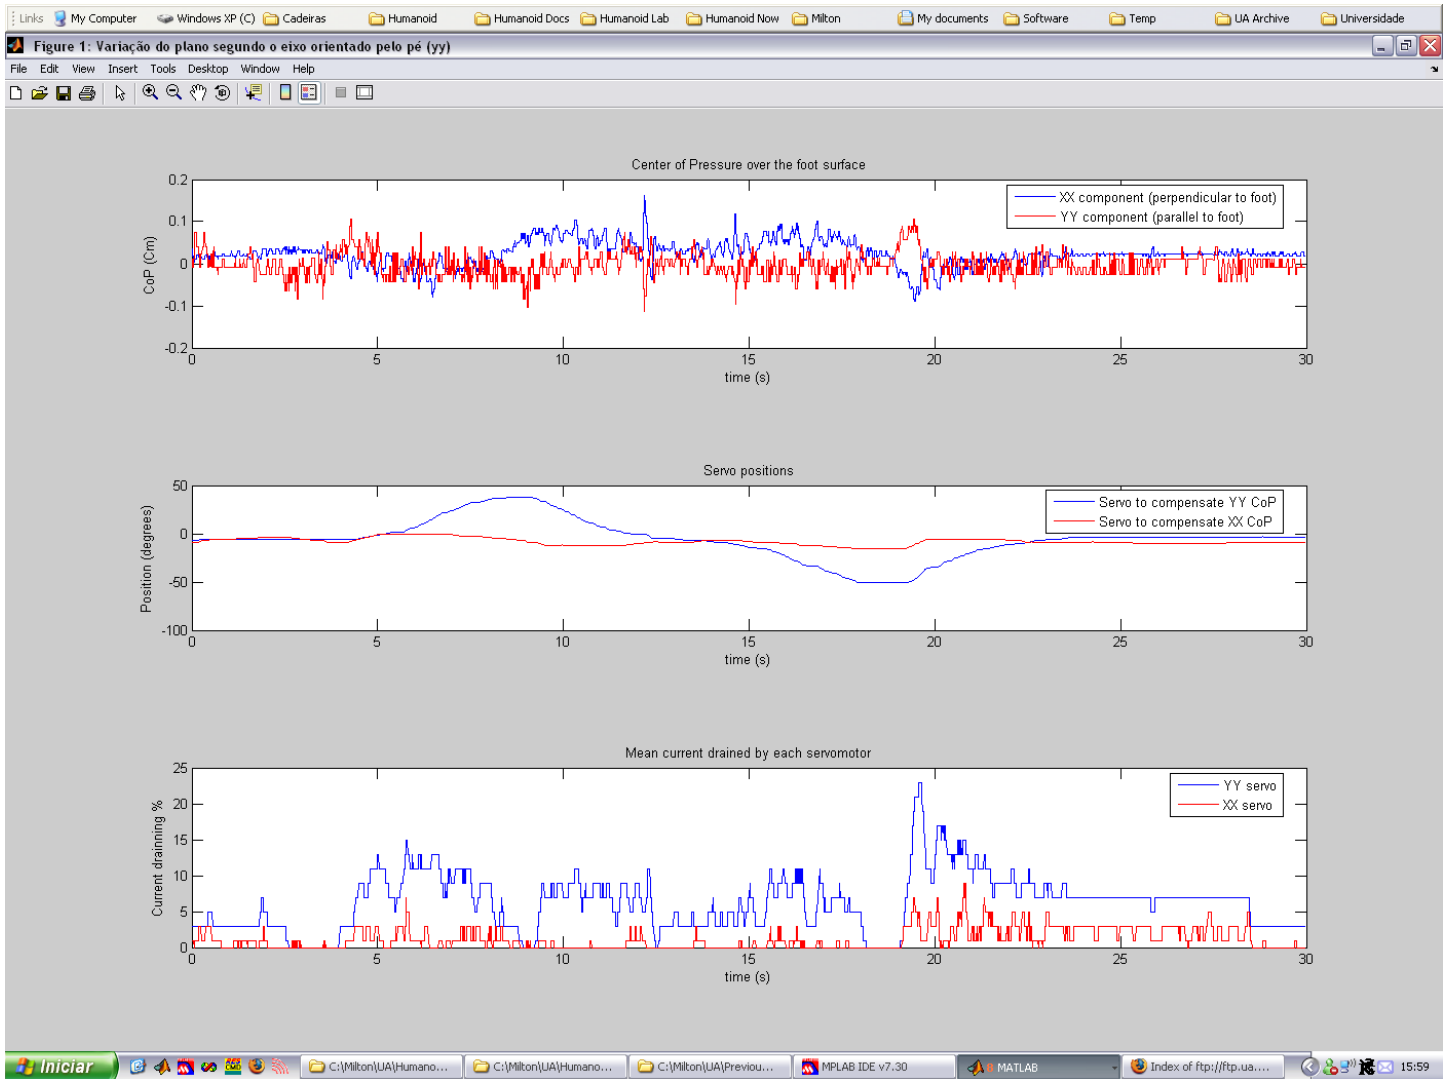 Links My Computer Windows XP (C) Cadeiras Humanoid Humanoid Docs Humanoid Lab Humanoid Now Milton My documents Software Temp UA Archive Universidade
Figure 1: Variação do plano segundo o eixo orientado pelo pé (yy)
File Edit View Insert Tools Desktop Window Help
Center of Pressure over the foot surface
0.2
0.1
0
-0.1
-0.2
CoP (Cm)
XX component (perpendicular to foot)
YY component (parallel to foot)
0 5 10 15 20 25 30
time (s)
Servo positions
50
0
-50
-100
Position (degrees)
Servo to compensate YY CoP
Servo to compensate XX CoP
0 5 10 15 20 25 30
time (s)
Mean current drained by each servomotor
25
20
15
10
5
0
Current drainning %
YY servo
XX servo
0 5 10 15 20 25 30
time (s)
Iniciar C:\Milton\UA\Humano... C:\Milton\UA\Humano... C:\Milton\UA\Previou... MPLAB IDE v7.30 MATLAB Index of ftp://ftp.ua.... 15:59